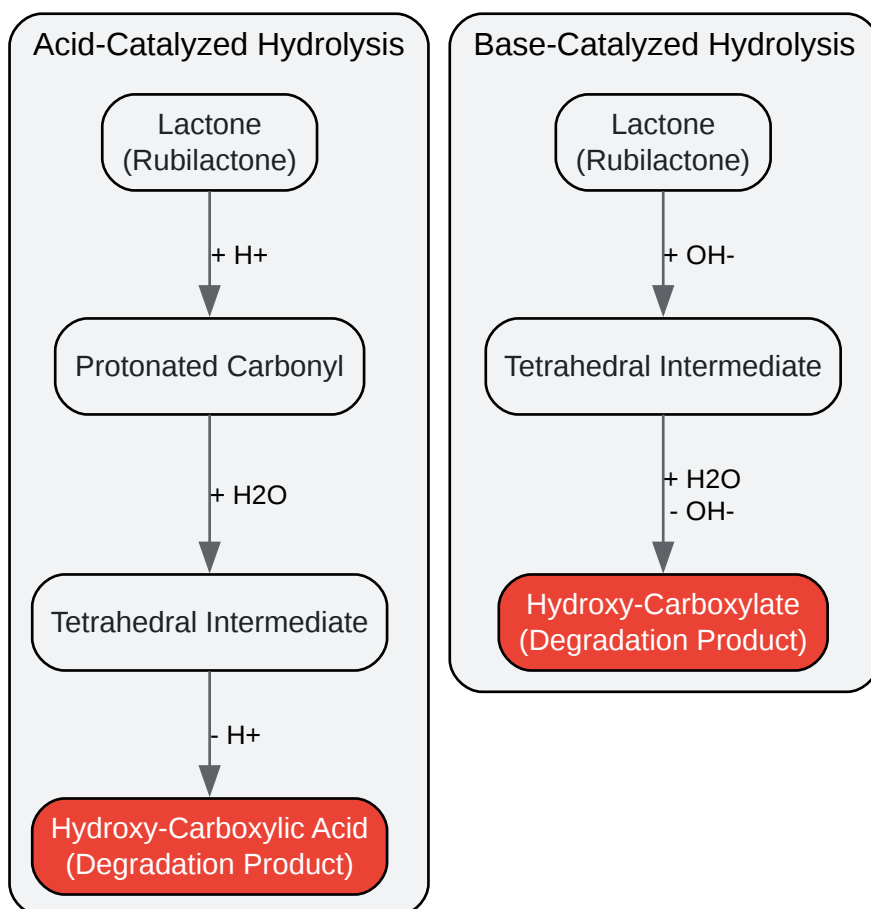 Acid-Catalyzed Hydrolysis
Lactone
(Rubilactone)
+ H+
Protonated Carbonyl
+ H2O
Tetrahedral Intermediate
- H+
Hydroxy-Carboxylic Acid
(Degradation Product)
Base-Catalyzed Hydrolysis
Lactone
(Rubilactone)
+ OH-
Tetrahedral Intermediate
+ H2O
- OH-
Hydroxy-Carboxylate
(Degradation Product)